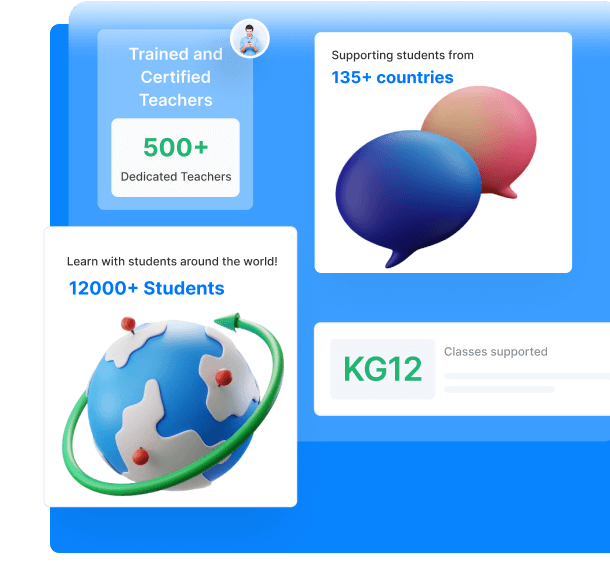 Trained and
Certified
Teachers
500+
Dedicated Teachers
Supporting students from
135+ countries
Learn with students around the world!
12000+ Students
KG12
Classes supported